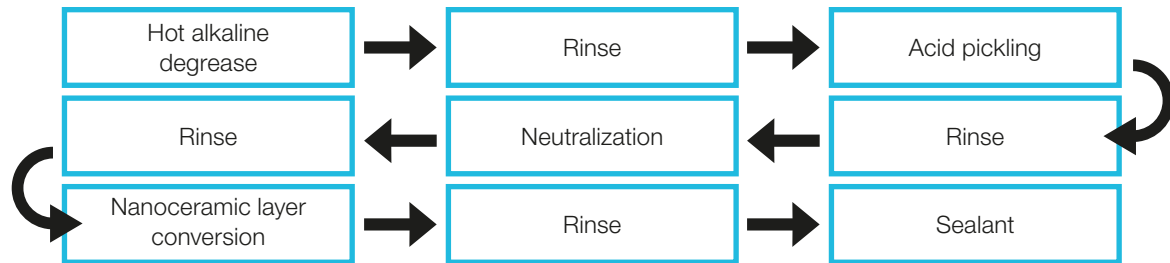 Hot alkaline
degrease
Rinse
Acid pickling
Rinse
Neutralization
Rinse
Nanoceramic layer
conversion
Rinse
Sealant